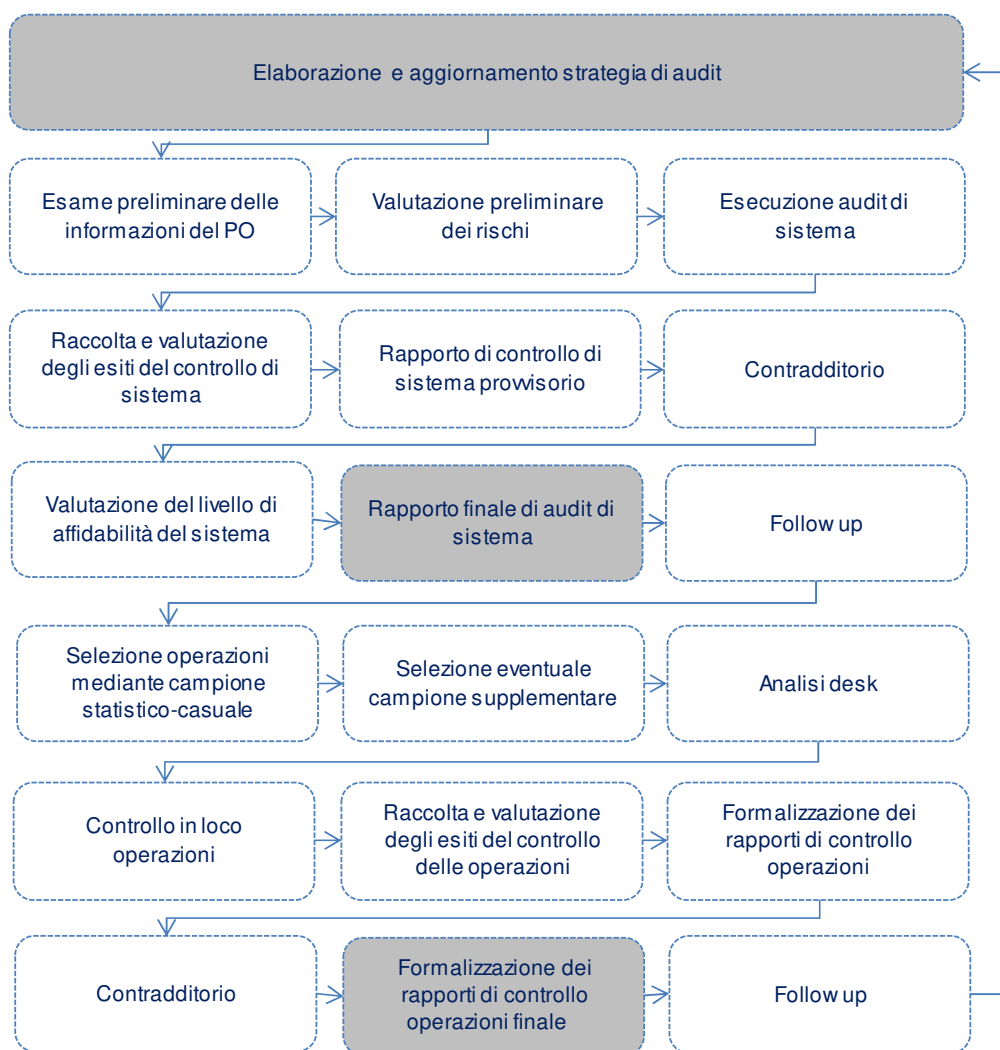 Elaborazione e aggiornamento strategia di audit
Esame preliminare delle
informazioni del PO
Valutazione preliminare
dei rischi
Esecuzione audit di
sistema
Raccolta e valutazione
degli esiti del controllo di
sistema
Rapporto di controllo di
sistema provvisorio
Contradditorio
Valutazione del livello di
affidabilità del sistema
Rapporto finale di audit di
sistema
Follow up
Selezione operazioni
mediante campione
statistico-casuale
Selezione eventuale
campione supplementare
Analisi desk
Controllo in loco
operazioni
Raccolta e valutazione
degli esiti del controllo
delle operazioni
Formalizzazione dei
rapporti di controllo
operazioni
Contradditorio
Formalizzazione dei
rapporti di controllo
operazioni finale
Follow up